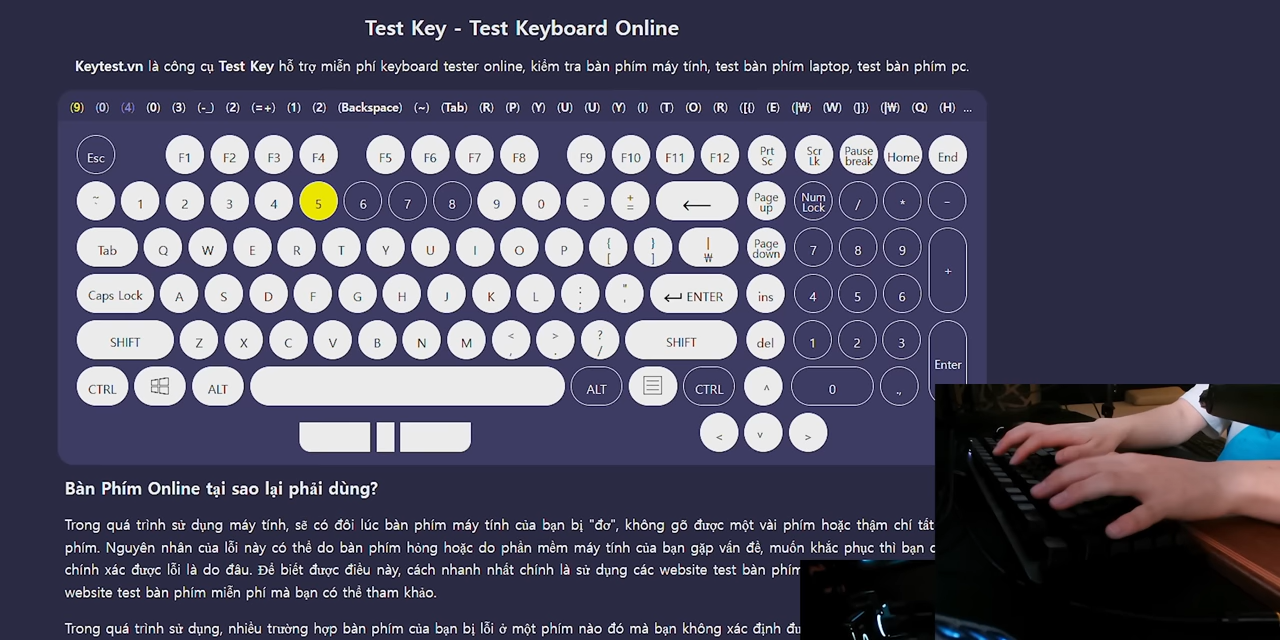 Test Key - Test Keyboard Online
Keytest.vn là công cụ Test Key hỗ trợ miễn phí keyboard tester online, kiểm tra bàn phím máy tính, test bàn phím laptop, test bàn phím pc.
(9) (0) (4) (0) (3) (-_) (2) (=+) (1) (2) (Backspace) (~) (Tab) (R) (P) (Y) (U) (U) (Y) (I) (T) (O) (R) ([{) (E) (|₩) (W) (]}) (|₩) (Q) (H) ...
Esc F1 F2 F3 F4 F5 F6 F7 F8 F9 F10 F11 F12 Prt Sc Scr Lk Pause break Home End
~ ` 1 2 3 4 5 6 7 8 9 0 _ - + = ← Page up Num Lock / * -
Tab Q W E R T Y U I O P { [ } ] | ₩ Page down 7 8 9 +
Caps Lock A S D F G H J K L : ; " ' ↵ ENTER ins 4 5 6
SHIFT Z X C V B N M < , > . ? / SHIFT del 1 2 3 Enter
CTRL ALT ALT CTRL ^ 0 .,
< v >
Bàn Phím Online tại sao lại phải dùng?
Trong quá trình sử dụng máy tính, sẽ có đôi lúc bàn phím máy tính của bạn bị "đơ", không gõ được một vài phím hoặc thậm chí tất
phím. Nguyên nhân của lỗi này có thể do bàn phím hỏng hoặc do phần mềm máy tính của bạn gặp vấn đề, muốn khắc phục thì bạn
chính xác được lỗi là do đâu. Để biết được điều này, cách nhanh nhất chính là sử dụng các website test bàn phím
website test bàn phím miễn phí mà bạn có thể tham khảo.
Trong quá trình sử dụng, nhiều trường hợp bàn phím của bạn bị lỗi ở một phím nào đó mà bạn không xác định